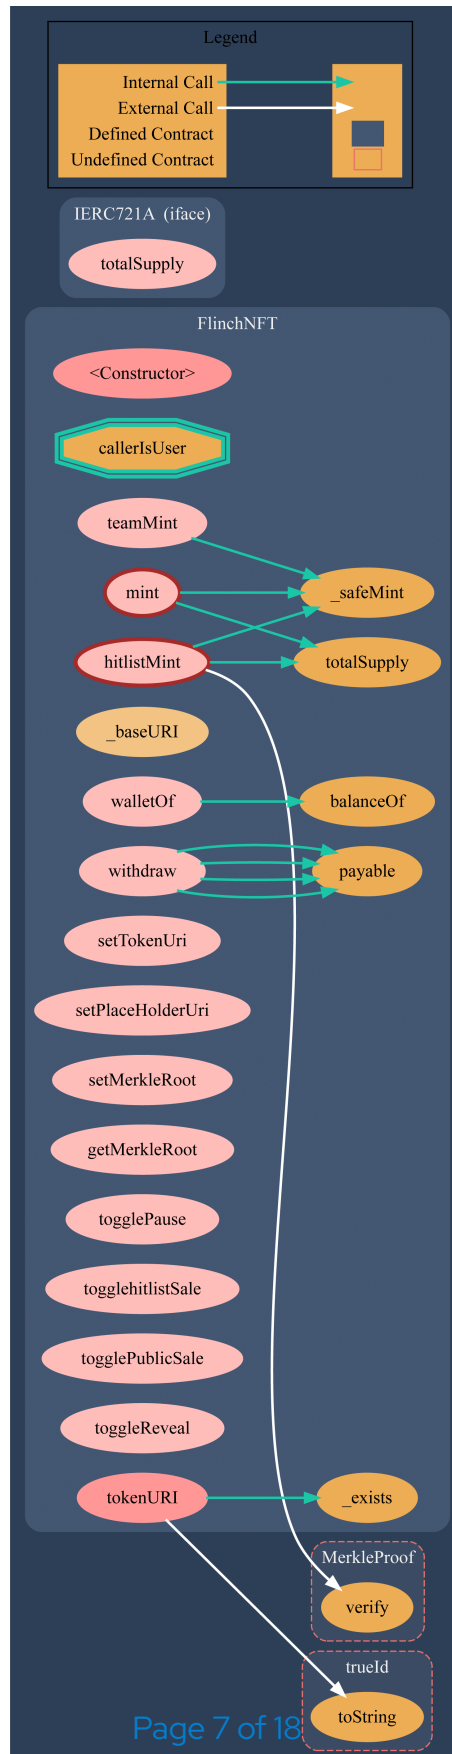 Legend
Internal Call
External Call
Defined Contract
Undefined Contract
IERC721A (iface)
totalSupply
FlinchNFT
<Constructor>
callerIsUser
teamMint
mint
_safeMint
hitlistMint
totalSupply
_baseURI
walletOf
balanceOf
withdraw
payable
setTokenUri
setPlaceHolderUri
setMerkleRoot
getMerkleRoot
togglePause
togglehitlistSale
togglePublicSale
toggleReveal
tokenURI
_exists
MerkleProof
verify
trueId
toString
Page 7 of 18